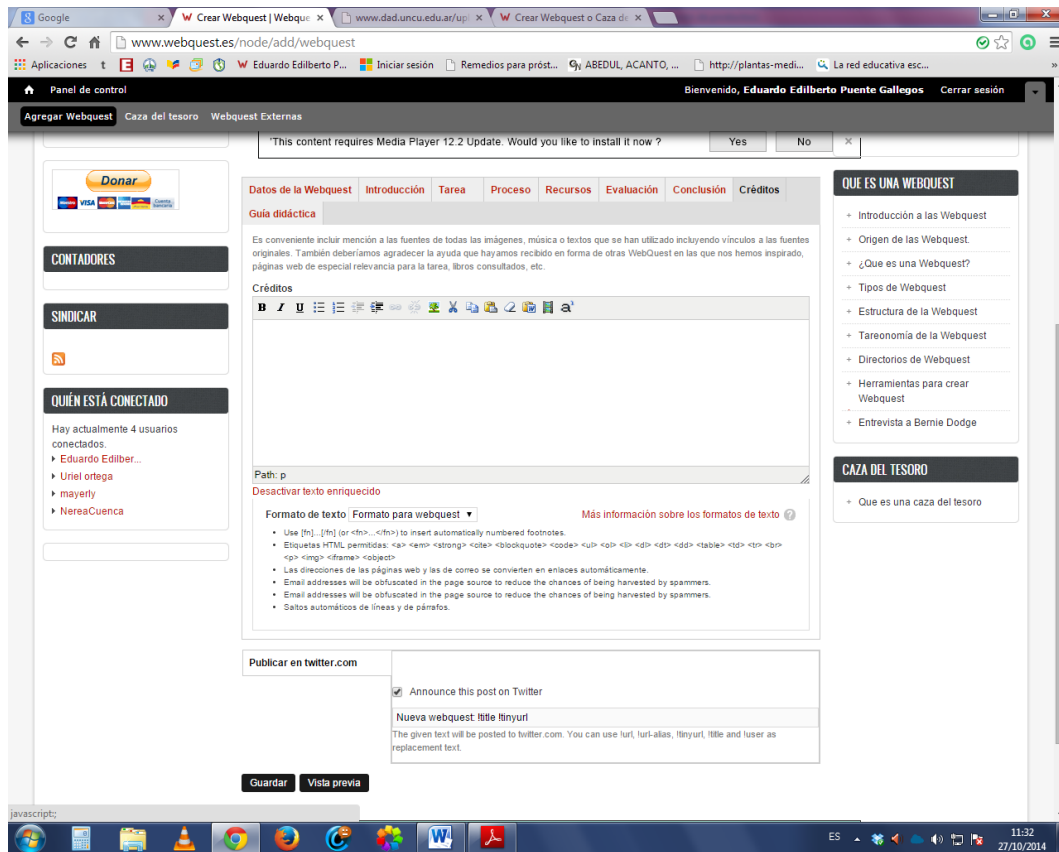 Google
Crear Webquest | Webque
www.dad.uncu.edu.ar/upl
Crear Webquest o Caza de
www.webquest.es/node/add/webquest
Aplicaciones
t
Eduardo Edilberto P...
Iniciar sesión
Remedios para próst...
ABEDUL, ACANTO, ...
http://plantas-medi...
La red educativa esc...
Panel de control
Bienvenido, Eduardo Edilberto Puente Gallegos
Cerrar sesión
Agregar Webquest
Caza del tesoro
Webquest Externas
'This content requires Media Player 12.2 Update. Would you like to install it now ?
Yes
No
Donar
VISA
CONTADORES
SINDICAR
QUIÉN ESTÁ CONECTADO
Hay actualmente 4 usuarios
conectados.
Eduardo Edilber...
Uriel ortega
mayerly
NereaCuenca
Datos de la Webquest
Introducción
Tarea
Proceso
Recursos
Evaluación
Conclusión
Créditos
Guía didáctica
Es conveniente incluir mención a las fuentes de todas las imágenes, música o textos que se han utilizado incluyendo vínculos a las fuentes
originales. También deberíamos agradecer la ayuda que hayamos recibido en forma de otras WebQuest en las que nos hemos inspirado,
páginas web de especial relevancia para la tarea, libros consultados, etc.
Créditos
Path: p
Desactivar texto enriquecido
Formato de texto
Formato para webquest
Más información sobre los formatos de texto
Use [fn]...[/fn] (or <fn>...</fn>) to insert automatically numbered footnotes.
Etiquetas HTML permitidas: <a> <em> <strong> <cite> <blockquote> <code> <ul> <ol> <li> <dl> <dt> <dd> <table> <td> <tr> <br>
<p> <img> <iframe> <object>
Las direcciones de las páginas web y las de correo se convierten en enlaces automáticamente.
Email addresses will be obfuscated in the page source to reduce the chances of being harvested by spammers.
Email addresses will be obfuscated in the page source to reduce the chances of being harvested by spammers.
Saltos automáticos de líneas y de párrafos.
Publicar en twitter.com
Announce this post on Twitter
Nueva webquest: !title !tinyurl
The given text will be posted to twitter.com. You can use !url, !url-alias, !tinyurl, !title and !user as
replacement text.
Guardar
Vista previa
QUE ES UNA WEBQUEST
Introducción a las Webquest
Origen de las Webquest.
¿Que es una Webquest?
Tipos de Webquest
Estructura de la Webquest
Tareonomía de la Webquest
Directorios de Webquest
Herramientas para crear
Webquest
Entrevista a Bernie Dodge
CAZA DEL TESORO
Que es una caza del tesoro
javascript:;
ES
11:32
27/10/2014